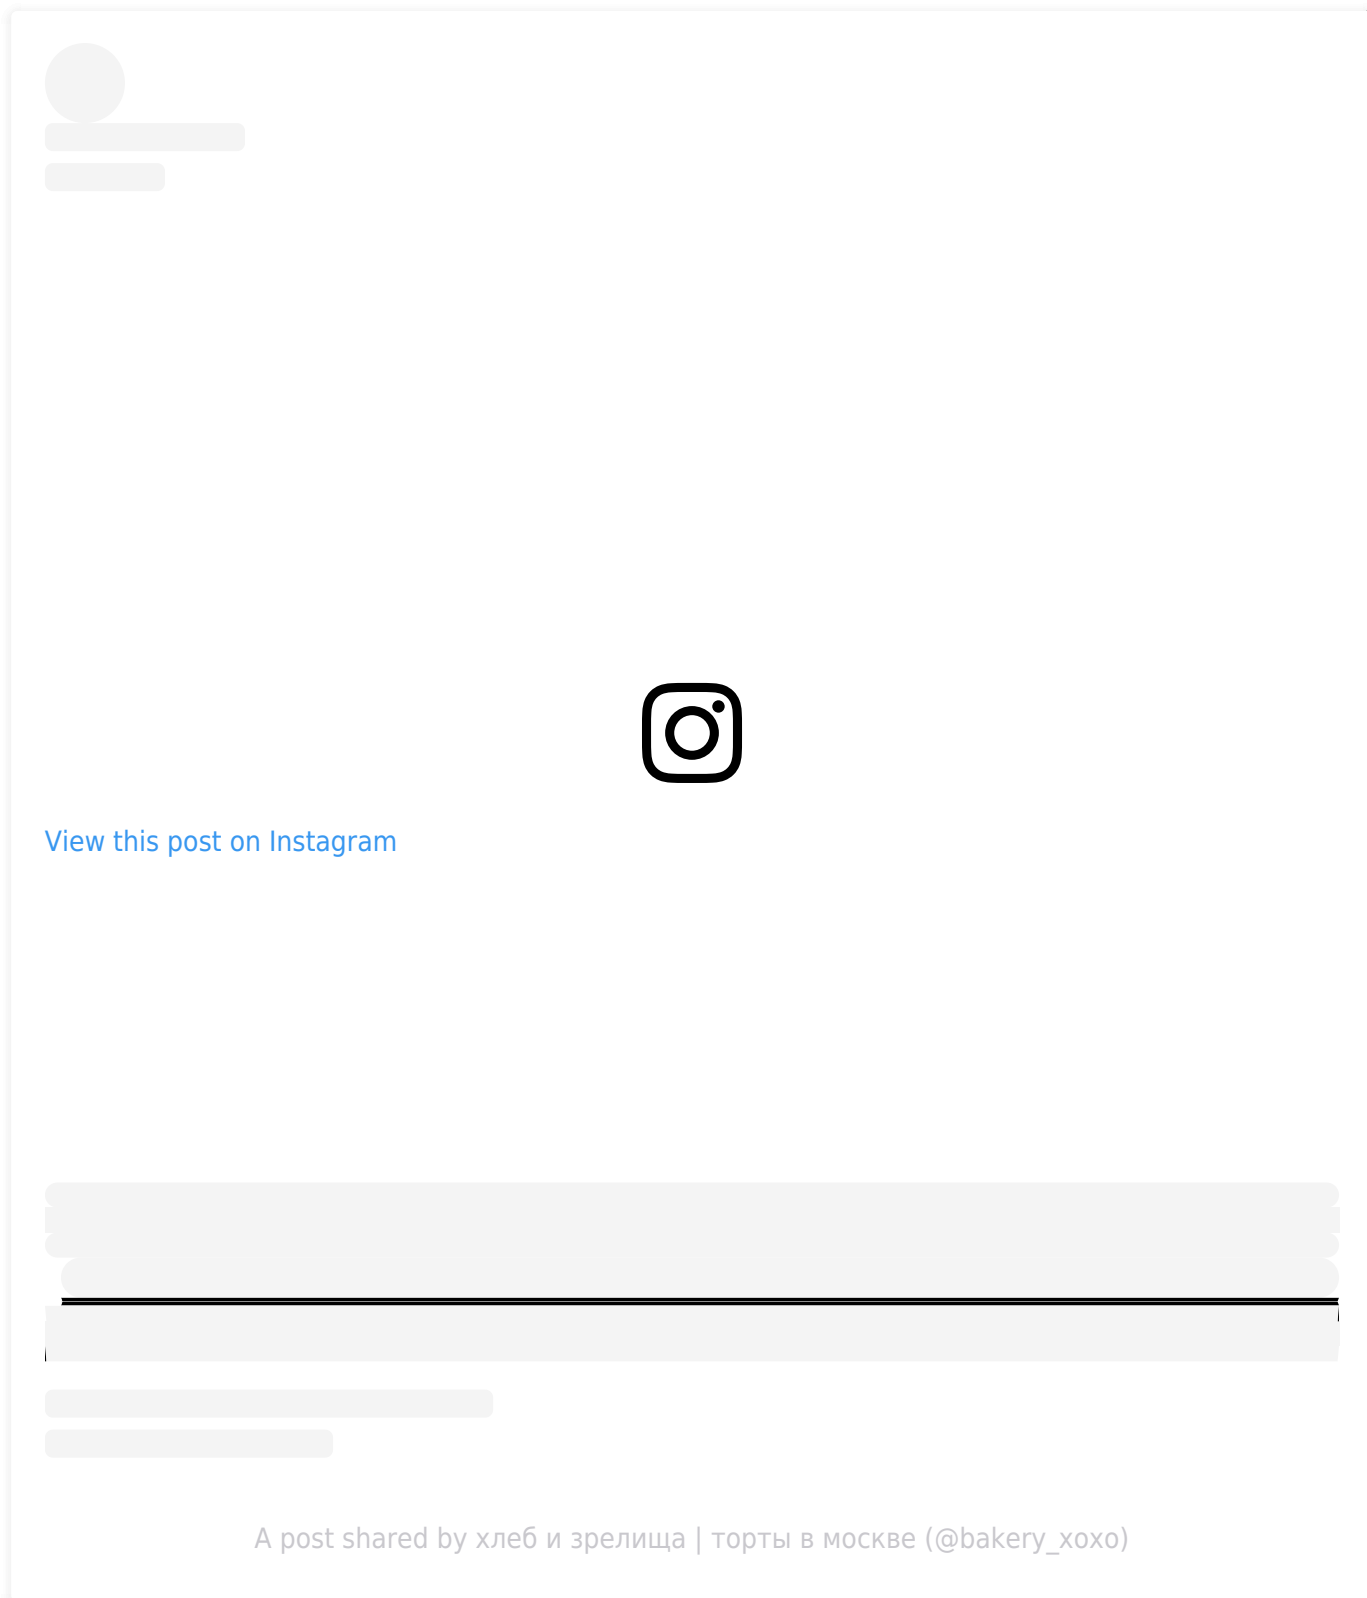 View this post on Instagram
A post shared by хлеб и зрелища | торты в москве (@bakery_xoxo)